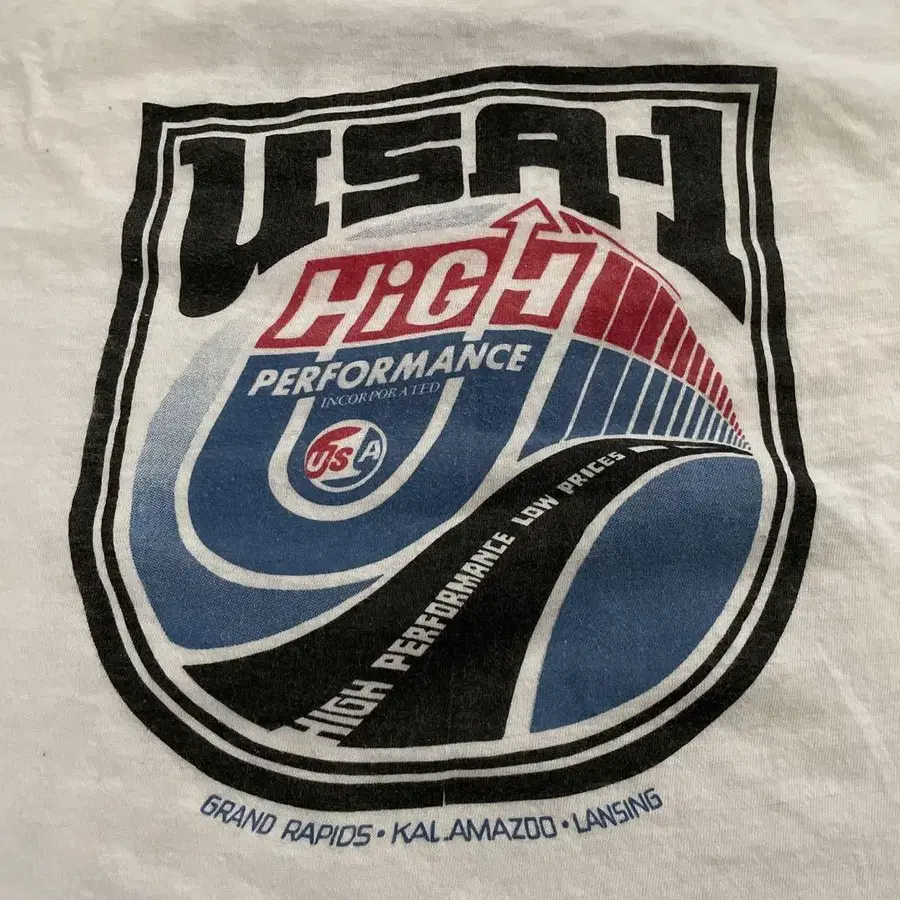 USA-1
HiGH
PERFORMANCE
INCORPORATED
USA
HIGH PERFORMANCE LOW PRICES
GRAND RAPIDS • KALAMAZOO • LANSING